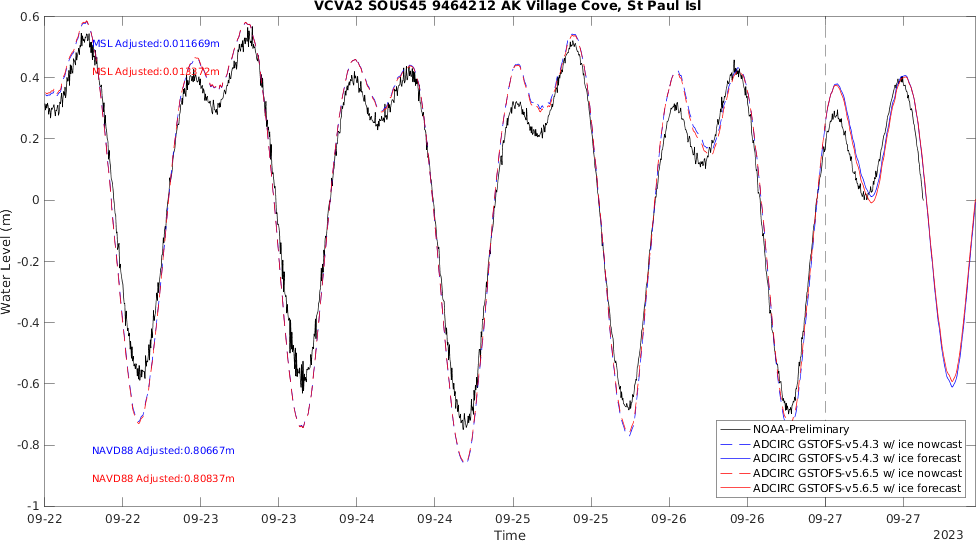 VCVA2 SOUS45 9464212 AK Village Cove, St Paul Isl
0.6
0.4
0.2
0
-0.2
-0.4
-0.6
-0.8
-1
Water Level (m)
MSL Adjusted:0.011669m
MSL Adjusted:0.013372m
NAVD88 Adjusted:0.80667m
NAVD88 Adjusted:0.80837m
NOAA-Preliminary
ADCIRC GSTOFS-v5.4.3 w/ ice nowcast
ADCIRC GSTOFS-v5.4.3 w/ ice forecast
ADCIRC GSTOFS-v5.6.5 w/ ice nowcast
ADCIRC GSTOFS-v5.6.5 w/ ice forecast
09-22 09-22 09-23 09-23 09-24 09-24 09-25 09-25 09-26 09-26 09-27 09-27
Time
2023